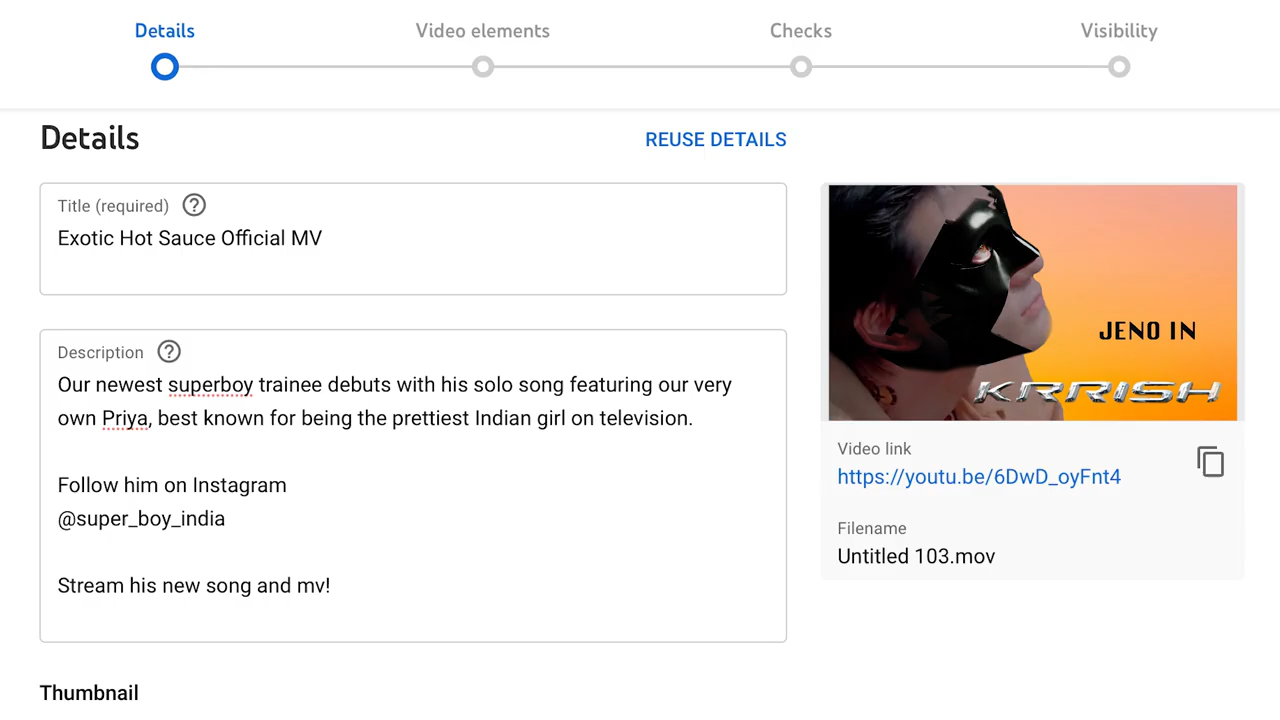 Details
Video elements
Checks
Visibility
Details
REUSE DETAILS
Title (required)
Exotic Hot Sauce Official MV
Description
Our newest superboy trainee debuts with his solo song featuring our very
own Priya, best known for being the prettiest Indian girl on television.
Follow him on Instagram
@super_boy_india
Stream his new song and mv!
JENO IN
KRRISH
Video link
https://youtu.be/6DwD_oyFnt4
Filename
Untitled 103.mov
Thumbnail